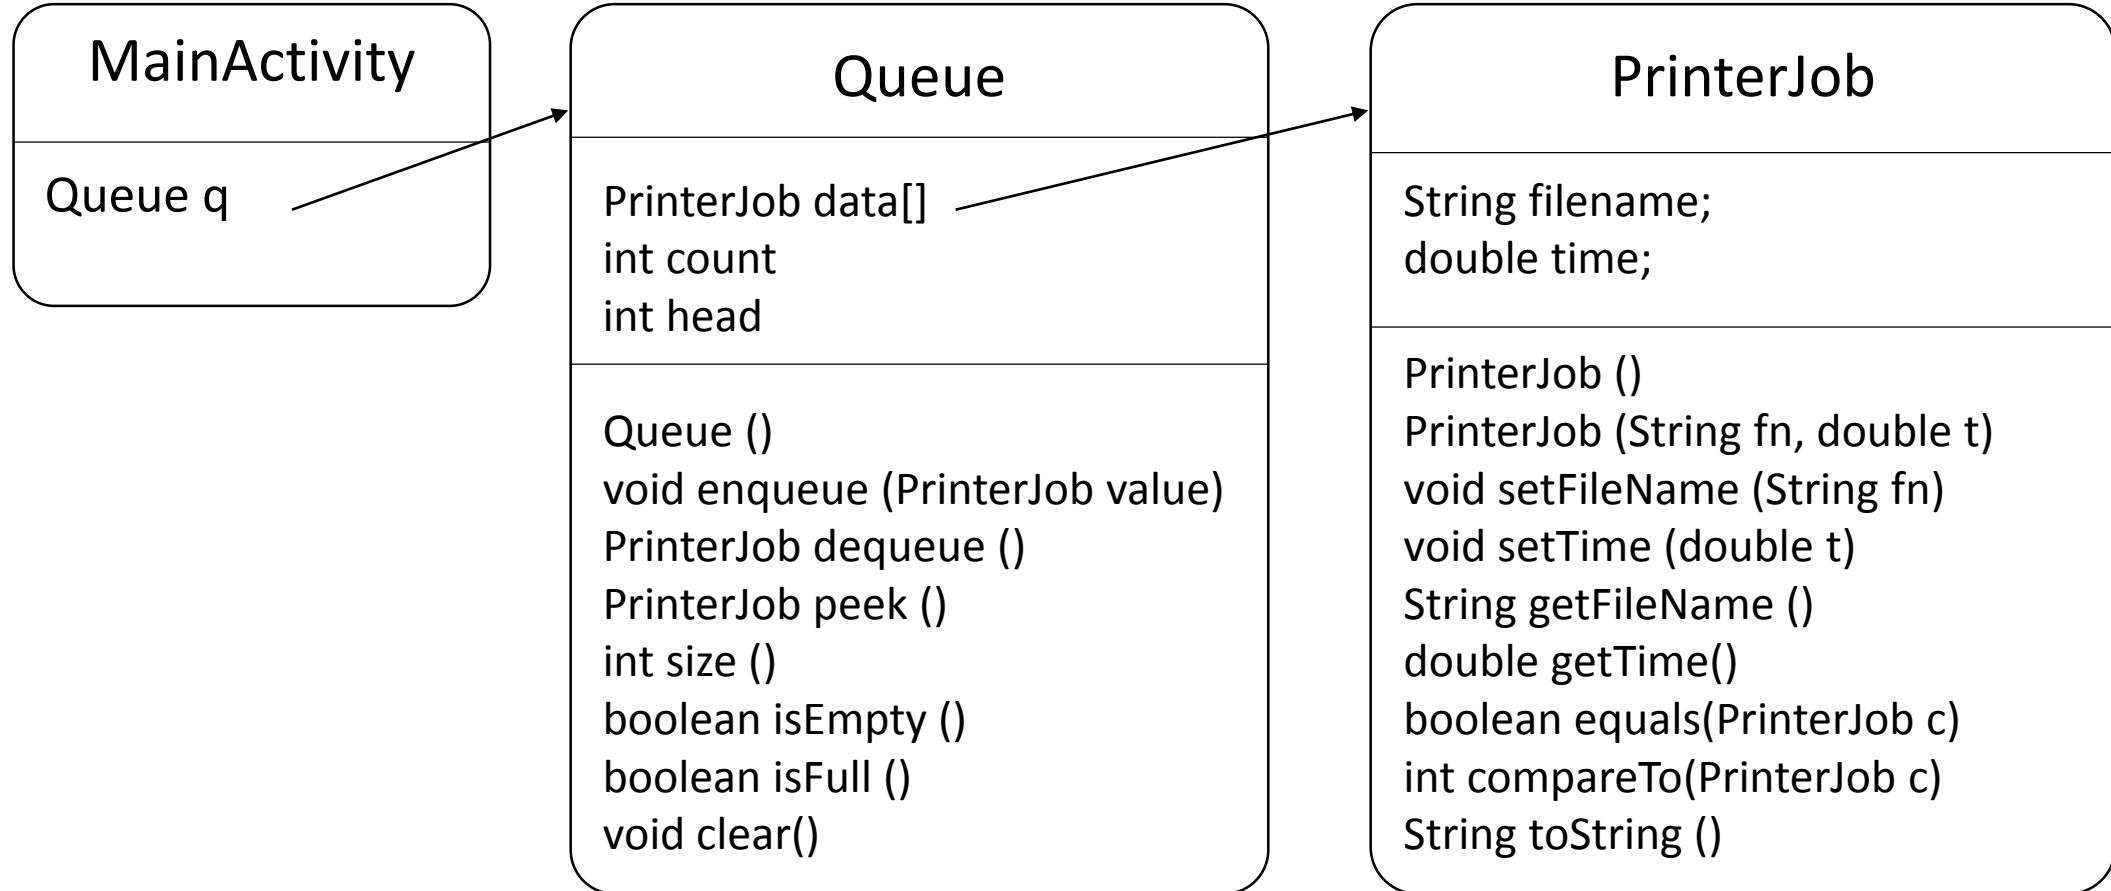 MainActivity
Queue q
Queue
PrinterJob data[]
int count
int head
Queue ()
void enqueue (PrinterJob value)
PrinterJob dequeue ()
PrinterJob peek ()
int size ()
boolean isEmpty ()
boolean isFull ()
void clear()
PrinterJob
String filename;
double time;
PrinterJob ()
PrinterJob (String fn, double t)
void setFileName (String fn)
void setTime (double t)
String getFileName ()
double getTime()
boolean equals(PrinterJob c)
int compareTo(PrinterJob c)
String toString ()